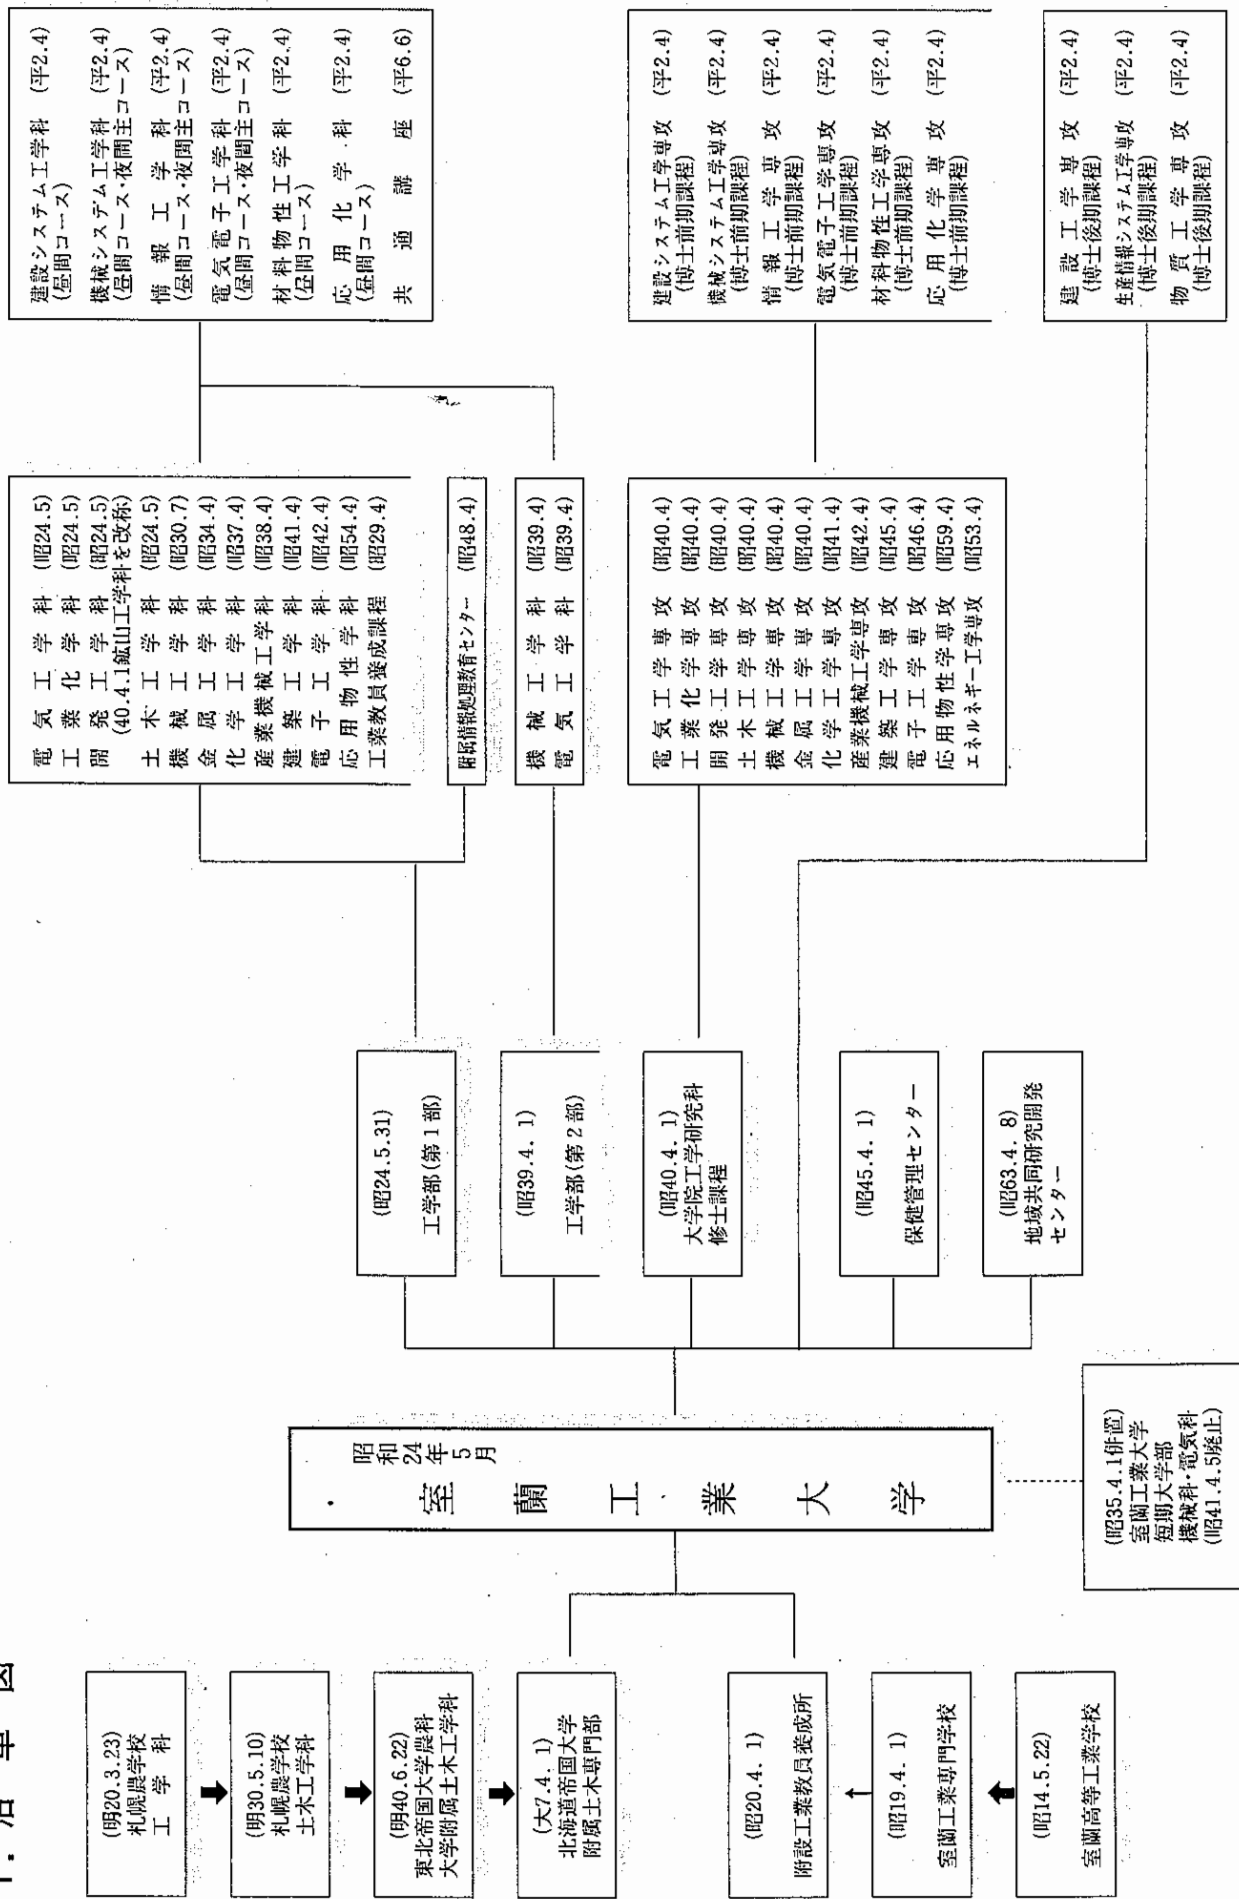 1. 沿 革 図
(明20.3.23)
札幌農学校
工 学 科
(明30.5.10)
札幌農学校
土木工学科
(明40.6.22)
東北帝国大学農科
大学附属土木工学科
(大7.4. 1)
北海道帝国大学
附属土木専門部
(昭20.4. 1)
附設工業教員養成所
(昭19.4. 1)
室蘭工業専門学校
(昭14.5.22)
室蘭高等工業学校
昭和24年5月
室 蘭 工 業 大 学
(昭35.4.1併置)
室蘭工業大学
短期大学部
機械科・電気科
(昭41.4.5廃止)
(昭24.5.31)
工学部(第1部)
(昭39.4. 1)
工学部(第2部)
(昭40.4. 1)
大学院工学研究科
修士課程
(昭45.4. 1)
保健管理センター
(昭63.4. 8)
地域共同研究開発
センター
電 気 工 学 科 (昭24.5)
工 業 化 学 科 (昭24.5)
開 発 工 学 科 (昭24.5)
(40.4.1鉱山工学科を改称)
土 木 工 学 科 (昭24.5)
機 械 工 学 科 (昭30.7)
金 属 工 学 科 (昭34.4)
化 学 工 学 科 (昭37.4)
産業機械工学科 (昭38.4)
建 築 工 学 科 (昭41.4)
電 子 工 学 科 (昭42.4)
応 用 物 性 学 科 (昭54.4)
工業教員養成課程 (昭29.4)
附属情報処理教育センター (昭48.4)
機 械 工 学 科 (昭39.4)
電 気 工 学 科 (昭39.4)
電 気 工 学 専 攻 (昭40.4)
工 業 化 学 専 攻 (昭40.4)
開 発 工 学 専 攻 (昭40.4)
土 木 工 学 専 攻 (昭40.4)
機 械 工 学 専 攻 (昭40.4)
金 属 工 学 専 攻 (昭40.4)
化 学 工 学 専 攻 (昭41.4)
産業機械工学専攻 (昭42.4)
建 築 工 学 専 攻 (昭45.4)
電 子 工 学 専 攻 (昭46.4)
応用物性学専攻 (昭59.4)
エネルギー工学専攻 (昭53.4)
建設システム工学科 (平2.4)
(昼間コース)
機械システム工学科 (平2.4)
(昼間コース・夜間主コース)
情 報 工 学 科 (平2.4)
(昼間コース・夜間主コース)
電気電子工学科 (平2.4)
(昼間コース・夜間主コース)
材料物性工学科 (平2.4)
(昼間コース)
応 用 化 学 科 (平2.4)
(昼間コース)
共 通 講 座 (平6.6)
建設システム工学専攻 (平2.4)
(博士前期課程)
機械システム工学専攻 (平2.4)
(博士前期課程)
情 報 工 学 専 攻 (平2.4)
(博士前期課程)
電気電子工学専攻 (平2.4)
(博士前期課程)
材料物性工学専攻 (平2.4)
(博士前期課程)
応 用 化 学 専 攻 (平2.4)
(博士前期課程)
建 設 工 学 専 攻 (平2.4)
(博士後期課程)
生産情報システム工学専攻 (平2.4)
(博士後期課程)
物 質 工 学 専 攻 (平2.4)
(博士後期課程)